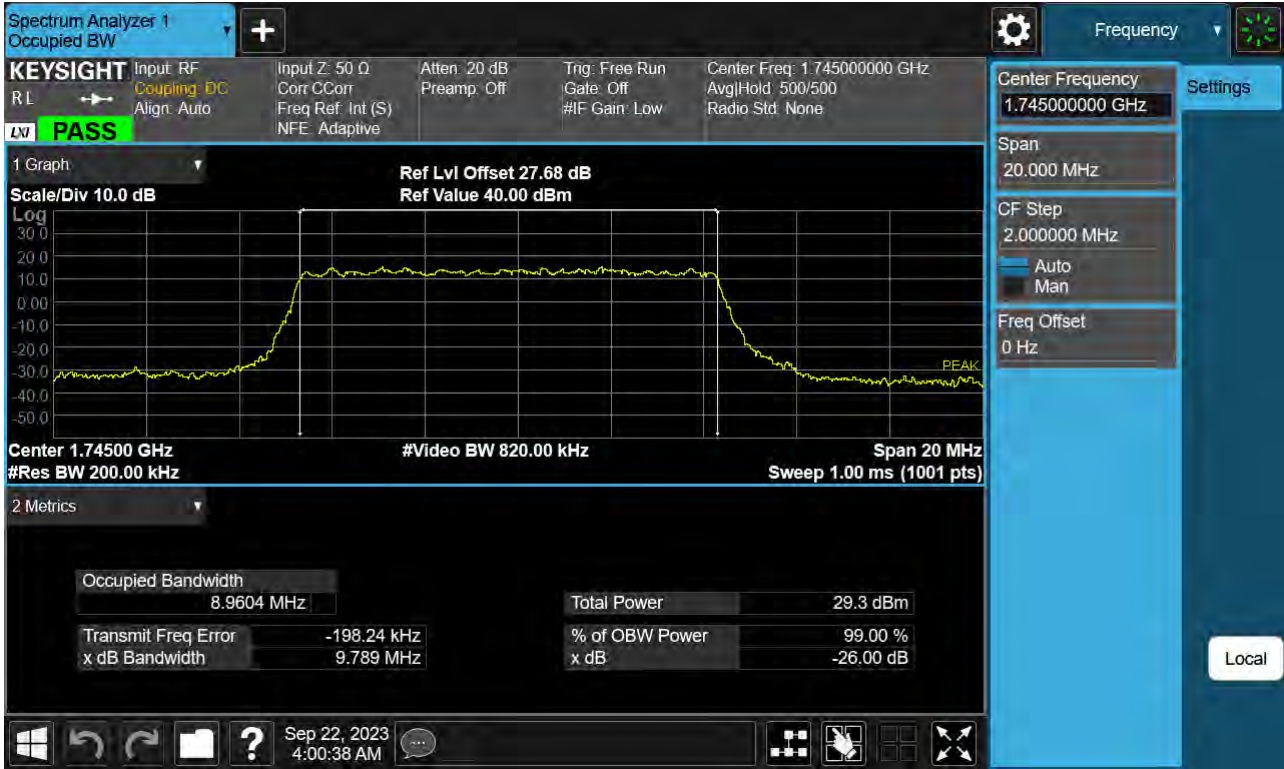 Spectrum Analyzer 1
Occupied BW
+
Frequency
KEYSIGHT
R L
LXI PASS
Input: RF
Coupling: DC
Align: Auto
Input Z: 50 Ω
Corr CCorr
Freq Ref: Int (S)
NFE: Adaptive
Atten: 20 dB
Preamp: Off
Trig: Free Run
Gate: Off
#IF Gain: Low
Center Freq: 1.745000000 GHz
Avg|Hold: 500/500
Radio Std: None
Center Frequency
1.745000000 GHz
Settings
Span
20.000 MHz
CF Step
2.000000 MHz
Auto
Man
Freq Offset
0 Hz
Local
1 Graph
Scale/Div 10.0 dB
Ref Lvl Offset 27.68 dB
Ref Value 40.00 dBm
Log
30.0
20.0
10.0
0.00
-10.0
-20.0
-30.0
-40.0
-50.0
PEAK
Center 1.74500 GHz
#Video BW 820.00 kHz
Span 20 MHz
#Res BW 200.00 kHz
Sweep 1.00 ms (1001 pts)
2 Metrics
Occupied Bandwidth
8.9604 MHz
Total Power 29.3 dBm
Transmit Freq Error -198.24 kHz
% of OBW Power 99.00 %
x dB Bandwidth 9.789 MHz
x dB -26.00 dB
?
Sep 22, 2023
4:00:38 AM